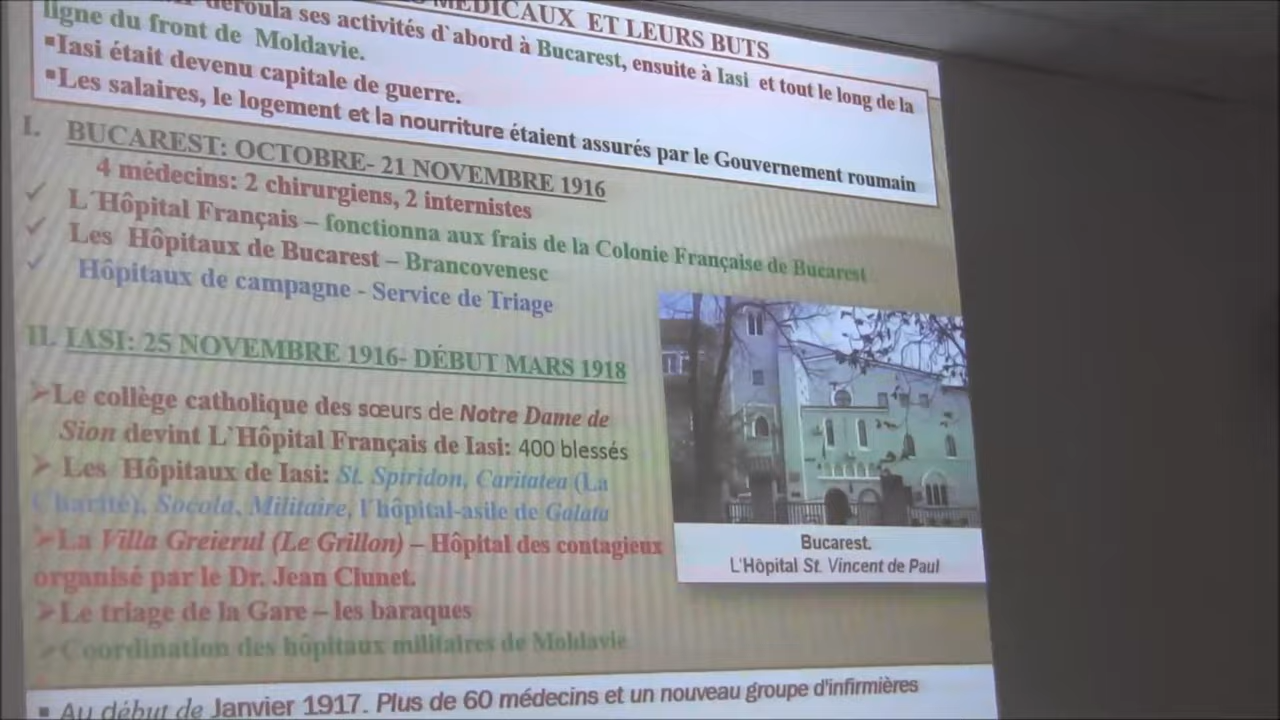 MÉDICAUX ET LEURS BUTS
déroula ses activités d`abord à Bucarest, ensuite à Iasi et tout le long de la
ligne du front de Moldavie.
▪Iasi était devenu capitale de guerre.
▪Les salaires, le logement et la nourriture étaient assurés par le Gouvernement roumain
I. BUCAREST: OCTOBRE- 21 NOVEMBRE 1916
4 médecins: 2 chirurgiens, 2 internistes
✓ L`Hôpital Français – fonctionna aux frais de la Colonie Française de Bucarest
✓ Les Hôpitaux de Bucarest – Brancovenesc
✓ Hôpitaux de campagne - Service de Triage
II. IASI: 25 NOVEMBRE 1916- DÉBUT MARS 1918
➢Le collège catholique des sœurs de Notre Dame de
Sion devint L`Hôpital Français de Iasi: 400 blessés
➢ Les Hôpitaux de Iasi: St. Spiridon, Caritatea (La
Charité), Socola, Militaire, l'hôpital-asile de Galata
➢La Villa Greierul (Le Grillon) – Hôpital des contagieux
organisé par le Dr. Jean Clunet.
➢Le triage de la Gare – les baraques
➢Coordination des hôpitaux militaires de Moldavie
Bucarest.
L'Hôpital St. Vincent de Paul
▪ Au début de Janvier 1917. Plus de 60 médecins et un nouveau groupe d'infirmières